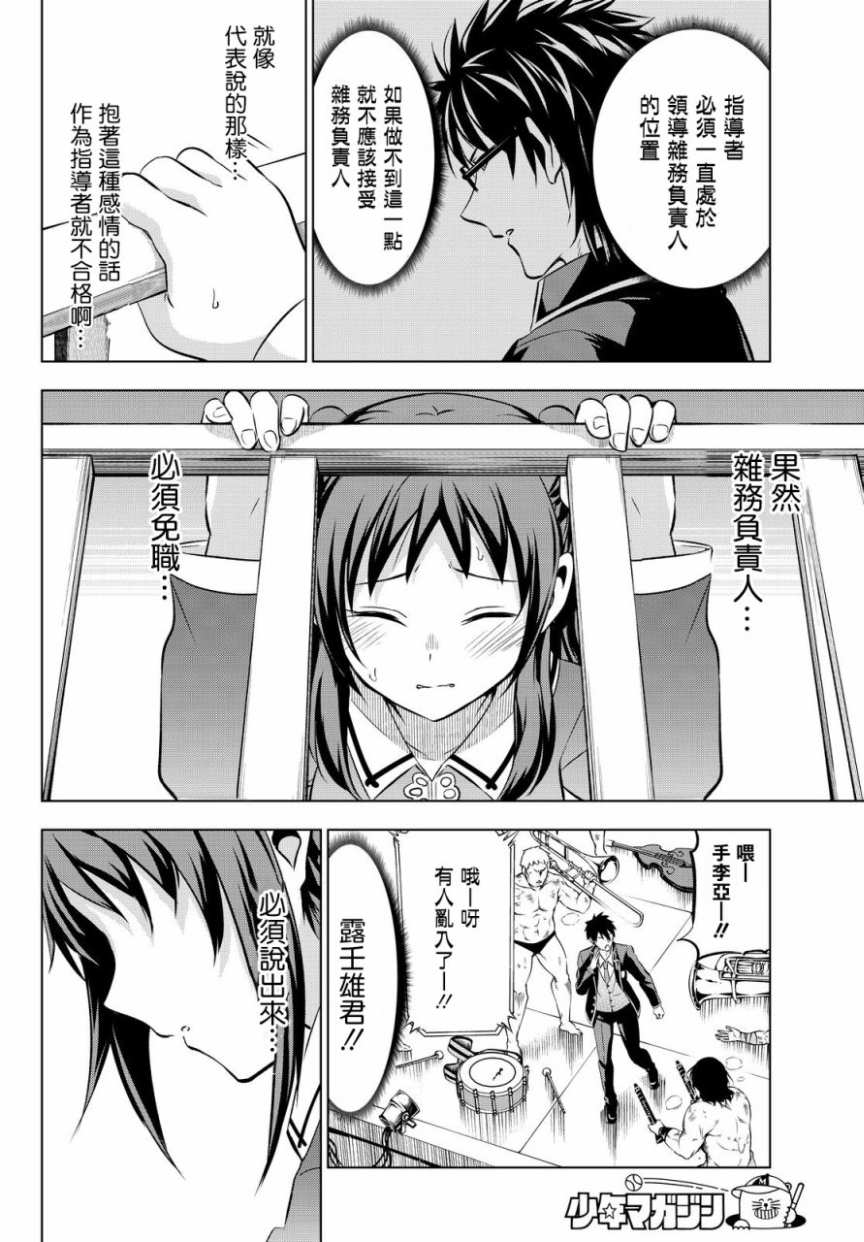 指導者
必須一直處於
領導雜務負責人
的位置
如果做不到這一點
就不應該接受
雜務負責人
就像
代表說的那樣…
抱著這種感情的話
作為指導者就不合格啊…
果然
雜務負責人…
必須免職…
喂ー
手李亞ー!!
哦ー呀
有人亂入了ー!!
露壬雄君!!
必須說出來…
少年マガジン
M